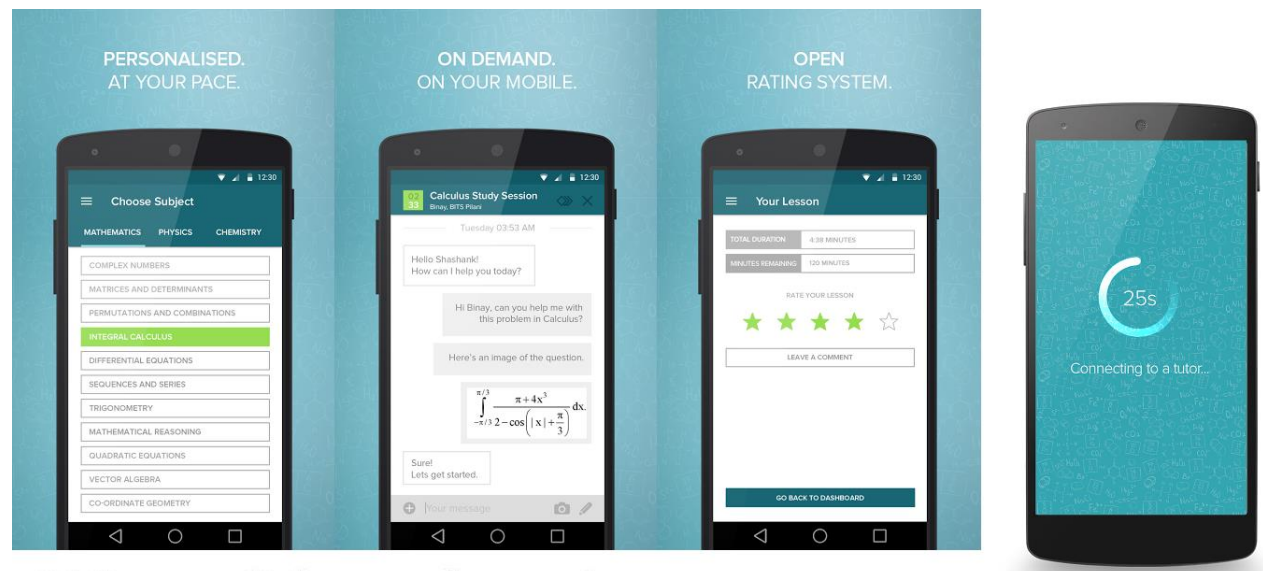 PERSONALISED.
AT YOUR PACE.
12:30
Choose Subject
MATHEMATICS PHYSICS CHEMISTRY
COMPLEX NUMBERS
MATRICES AND DETERMINANTS
PERMUTATIONS AND COMBINATIONS
INTEGRAL CALCULUS
DIFFERENTIAL EQUATIONS
SEQUENCES AND SERIES
TRIGONOMETRY
MATHEMATICAL REASONING
QUADRATIC EQUATIONS
VECTOR ALGEBRA
CO-ORDINATE GEOMETRY
ON DEMAND.
ON YOUR MOBILE.
12:30
02
33
Calculus Study Session
Binay, BITS Pilani
Tuesday 03:53 AM
Hello Shashank!
How can I help you today?
Hi Binay, can you help me with
this problem in Calculus?
Here's an image of the question.
π/3
∫
-π/3
π+4x³
2-cos(|x|+π/3)
dx.
Sure!
Lets get started.
Your message
OPEN
RATING SYSTEM.
12:30
Your Lesson
TOTAL DURATION 4:38 MINUTES
MINUTES REMAINING 120 MINUTES
RATE YOUR LESSON
LEAVE A COMMENT
GO BACK TO DASHBOARD
25s
Connecting to a tutor...